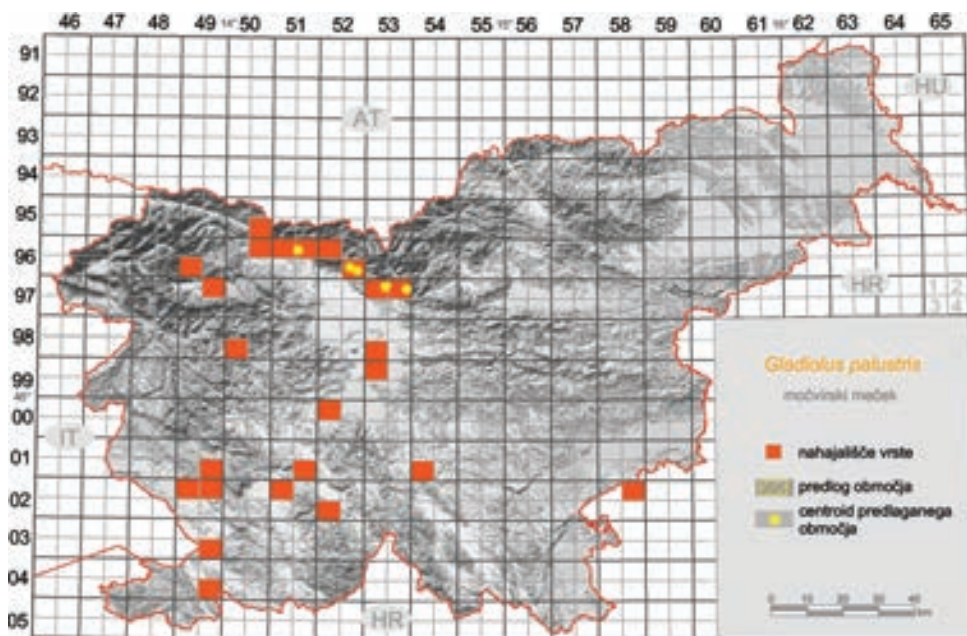 46 47 48 49 14° 50 51 52 53 54 55 15° 56 57 58 59 60 61 16° 62 63 64 65
91
92 HU
93 AT
94
95
96
97 HR 1 2
3 4
98
99
46°
00
IT
01
02
03
04
05 HR
Gladiolus palustris
močvirski meček
nahajališče vrste
predlog območja
centroid predlaganega
območja
0 10 20 30 40
km